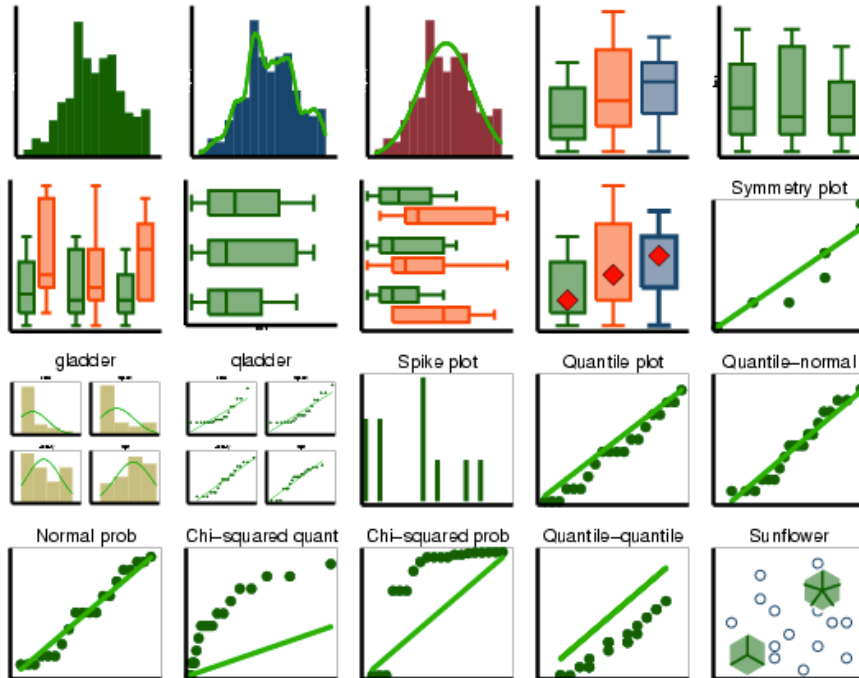 Symmetry plot
gladder
qladder
Spike plot
Quantile plot
Quantile–normal
Normal prob
Chi–squared quant
Chi–squared prob
Quantile–quantile
Sunflower